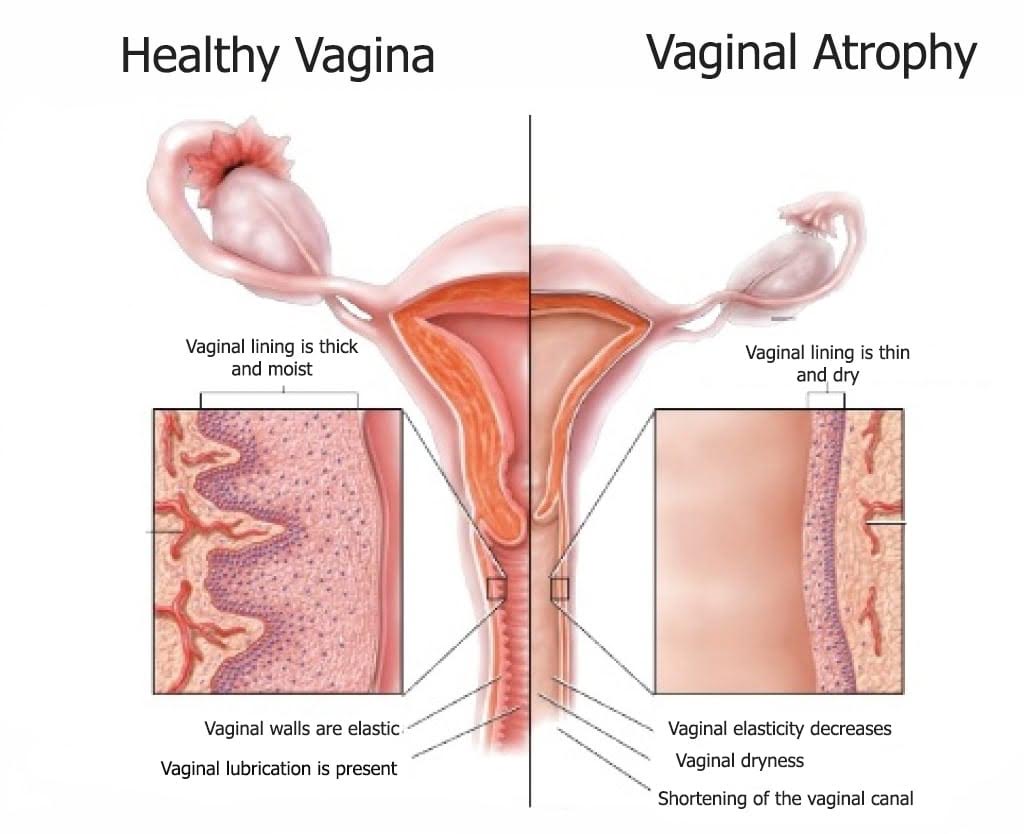 Healthy Vagina
Vaginal Atrophy
Vaginal lining is thick
and moist
Vaginal lining is thin
and dry
Vaginal walls are elastic
Vaginal lubrication is present
Vaginal elasticity decreases
Vaginal dryness
Shortening of the vaginal canal